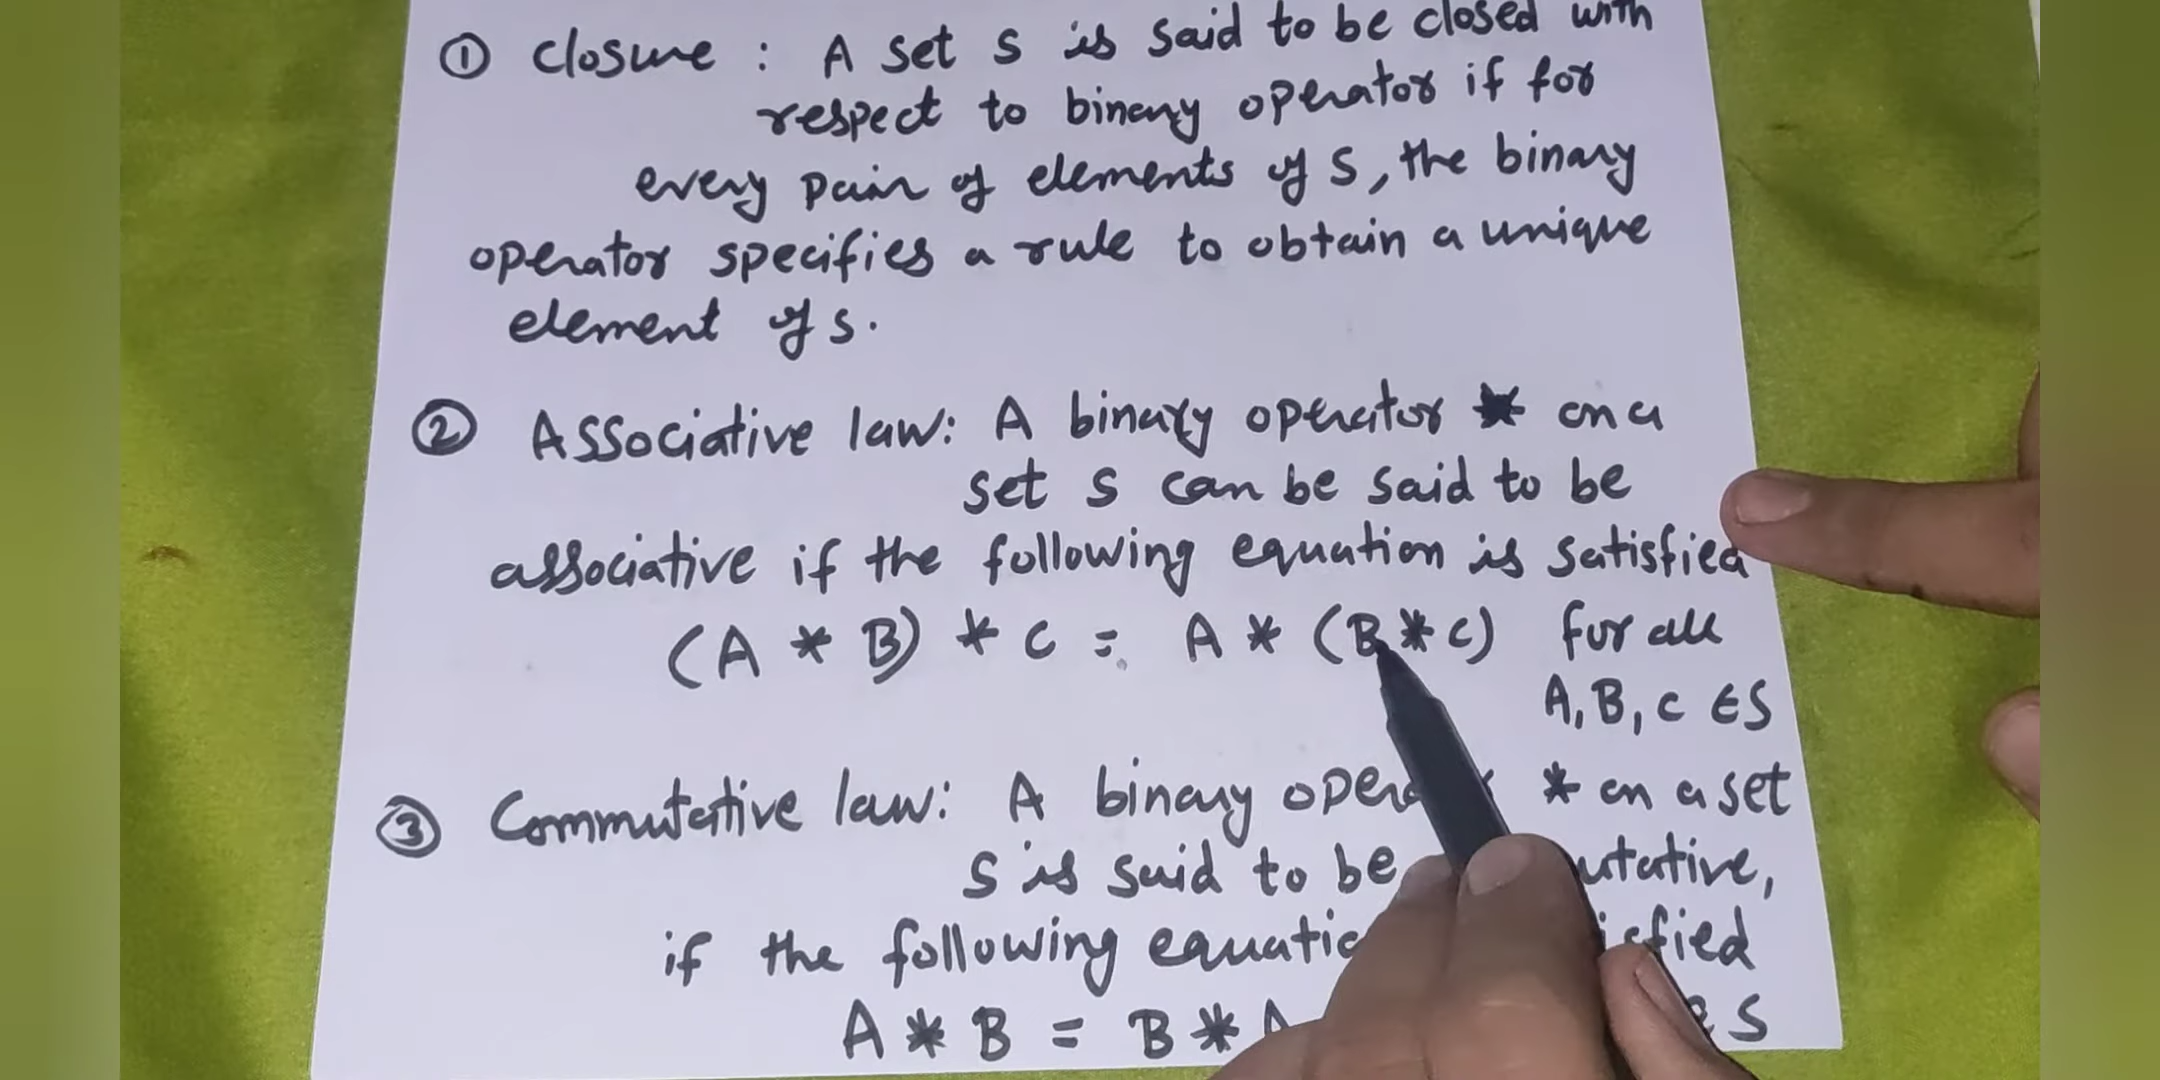 ① Closure : A set S is said to be closed with
respect to binary operator if for
every pair of elements of S, the binary
operator specifies a rule to obtain a unique
element of S.
② Associative law: A binary operator * on a
set S can be said to be
associative if the following equation is satisfied
(A * B) * C = A * (B * C) for all
A, B, C ∈ S
③ Commutative law: A binary * on a set
S is said to be
if the following
A * B = B * A S